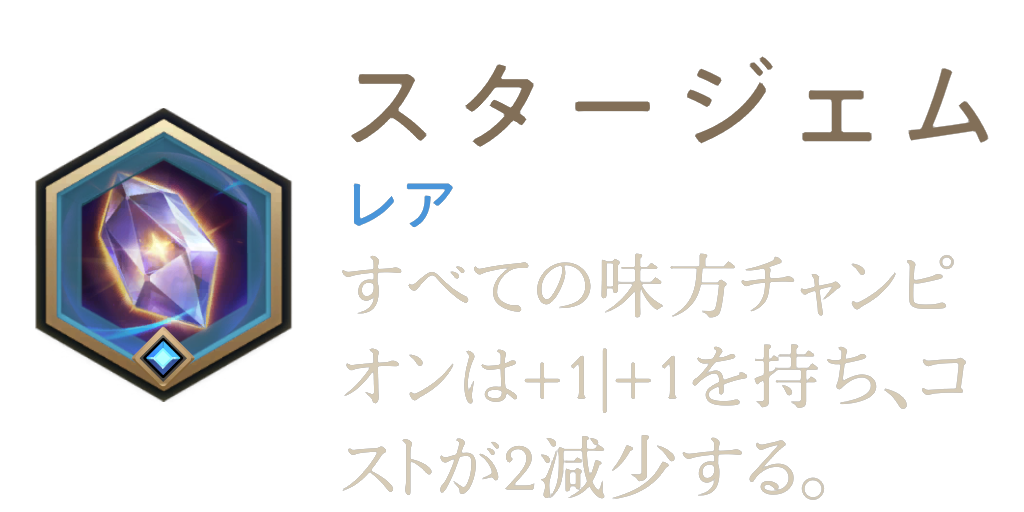 スタージェム
レア
すべての味方チャンピ
オンは+1|+1を持ち、コ
ストが2減少する。